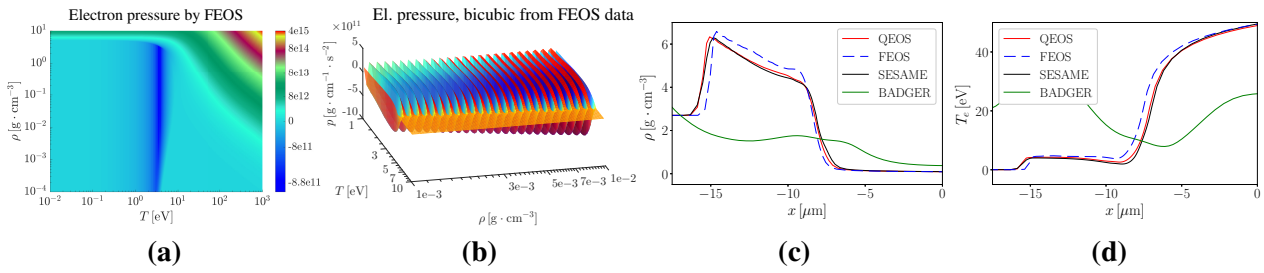 Electron pressure by FEOS
ρ [g · cm⁻³]
10¹
10⁰
10⁻¹
10⁻²
10⁻³
10⁻⁴
10⁻² 10⁻¹ 10⁰ 10¹ 10² 10³
T [eV]
4e15
8e14
8e13
8e12
0
-8e11
-8.8e11
(a)
El. pressure, bicubic from FEOS data
×10¹¹
p [g · cm⁻¹ · s⁻²]
5
0
-5
-10
1
3
5
7
10
T [eV]
1e-3 3e-3 5e-3 7e-3 1e-2
ρ [g · cm⁻³]
(b)
ρ [g · cm⁻³]
6
4
2
0
QEOS
FEOS
SESAME
BADGER
−15 −10 −5 0
x [μm]
(c)
Tₑ [eV]
40
20
0
QEOS
FEOS
SESAME
BADGER
−15 −10 −5 0
x [μm]
(d)